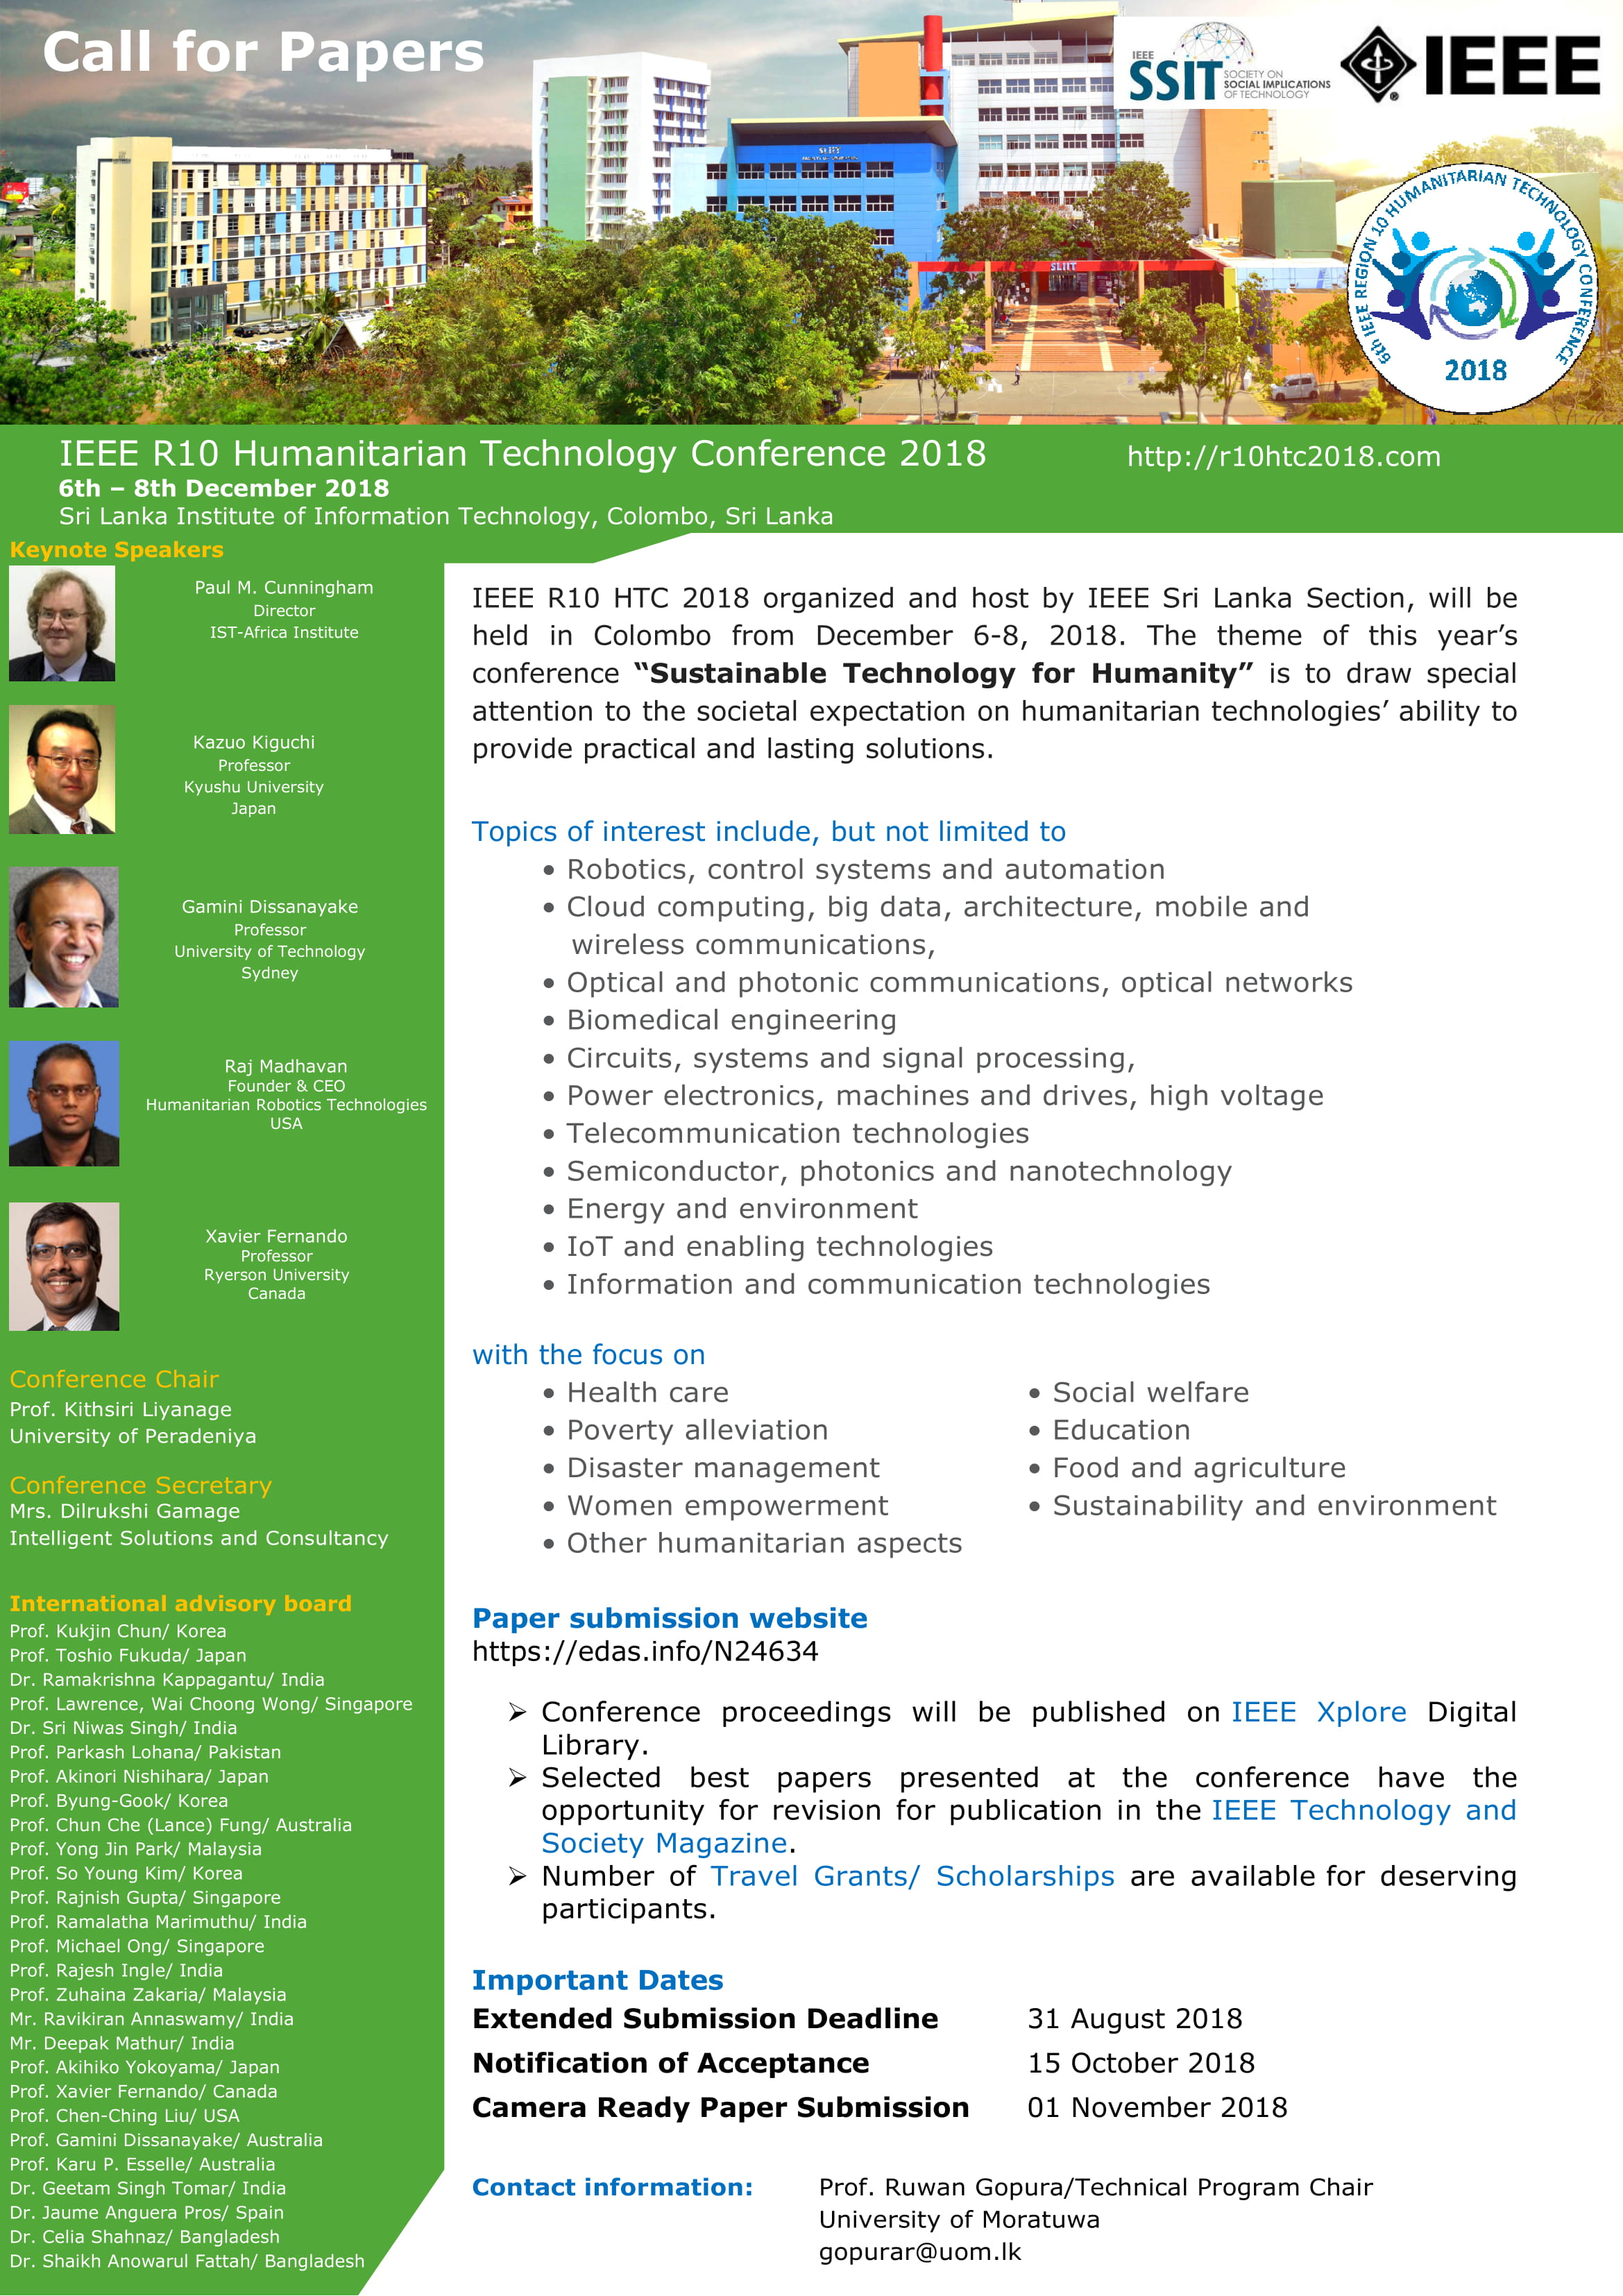 Call for Papers
IEEE
SSIT
SOCIETY ON
SOCIAL IMPLICATIONS
OF TECHNOLOGY
IEEE
SLIIT
SLIIT
6th IEEE REGION 10 HUMANITARIAN TECHNOLOGY CONFERENCE
2018
IEEE R10 Humanitarian Technology Conference 2018
http://r10htc2018.com
6th – 8th December 2018
Sri Lanka Institute of Information Technology, Colombo, Sri Lanka
Keynote Speakers
Paul M. Cunningham
Director
IST-Africa Institute
Kazuo Kiguchi
Professor
Kyushu University
Japan
Gamini Dissanayake
Professor
University of Technology
Sydney
Raj Madhavan
Founder & CEO
Humanitarian Robotics Technologies
USA
Xavier Fernando
Professor
Ryerson University
Canada
Conference Chair
Prof. Kithsiri Liyanage
University of Peradeniya
Conference Secretary
Mrs. Dilrukshi Gamage
Intelligent Solutions and Consultancy
International advisory board
Prof. Kukjin Chun/ Korea
Prof. Toshio Fukuda/ Japan
Dr. Ramakrishna Kappagantu/ India
Prof. Lawrence, Wai Choong Wong/ Singapore
Dr. Sri Niwas Singh/ India
Prof. Parkash Lohana/ Pakistan
Prof. Akinori Nishihara/ Japan
Prof. Byung-Gook/ Korea
Prof. Chun Che (Lance) Fung/ Australia
Prof. Yong Jin Park/ Malaysia
Prof. So Young Kim/ Korea
Prof. Rajnish Gupta/ Singapore
Prof. Ramalatha Marimuthu/ India
Prof. Michael Ong/ Singapore
Prof. Rajesh Ingle/ India
Prof. Zuhaina Zakaria/ Malaysia
Mr. Ravikiran Annaswamy/ India
Mr. Deepak Mathur/ India
Prof. Akihiko Yokoyama/ Japan
Prof. Xavier Fernando/ Canada
Prof. Chen-Ching Liu/ USA
Prof. Gamini Dissanayake/ Australia
Prof. Karu P. Esselle/ Australia
Dr. Geetam Singh Tomar/ India
Dr. Jaume Anguera Pros/ Spain
Dr. Celia Shahnaz/ Bangladesh
Dr. Shaikh Anowarul Fattah/ Bangladesh
IEEE R10 HTC 2018 organized and host by IEEE Sri Lanka Section, will be
held in Colombo from December 6-8, 2018. The theme of this year’s
conference “Sustainable Technology for Humanity” is to draw special
attention to the societal expectation on humanitarian technologies’ ability to
provide practical and lasting solutions.
Topics of interest include, but not limited to
• Robotics, control systems and automation
• Cloud computing, big data, architecture, mobile and
wireless communications,
• Optical and photonic communications, optical networks
• Biomedical engineering
• Circuits, systems and signal processing,
• Power electronics, machines and drives, high voltage
• Telecommunication technologies
• Semiconductor, photonics and nanotechnology
• Energy and environment
• IoT and enabling technologies
• Information and communication technologies
with the focus on
• Health care
• Poverty alleviation
• Disaster management
• Women empowerment
• Other humanitarian aspects
• Social welfare
• Education
• Food and agriculture
• Sustainability and environment
Paper submission website
https://edas.info/N24634
➢ Conference proceedings will be published on IEEE Xplore Digital
Library.
➢ Selected best papers presented at the conference have the
opportunity for revision for publication in the IEEE Technology and
Society Magazine.
➢ Number of Travel Grants/ Scholarships are available for deserving
participants.
Important Dates
Extended Submission Deadline 31 August 2018
Notification of Acceptance 15 October 2018
Camera Ready Paper Submission 01 November 2018
Contact information: Prof. Ruwan Gopura/Technical Program Chair
University of Moratuwa
gopurar@uom.lk